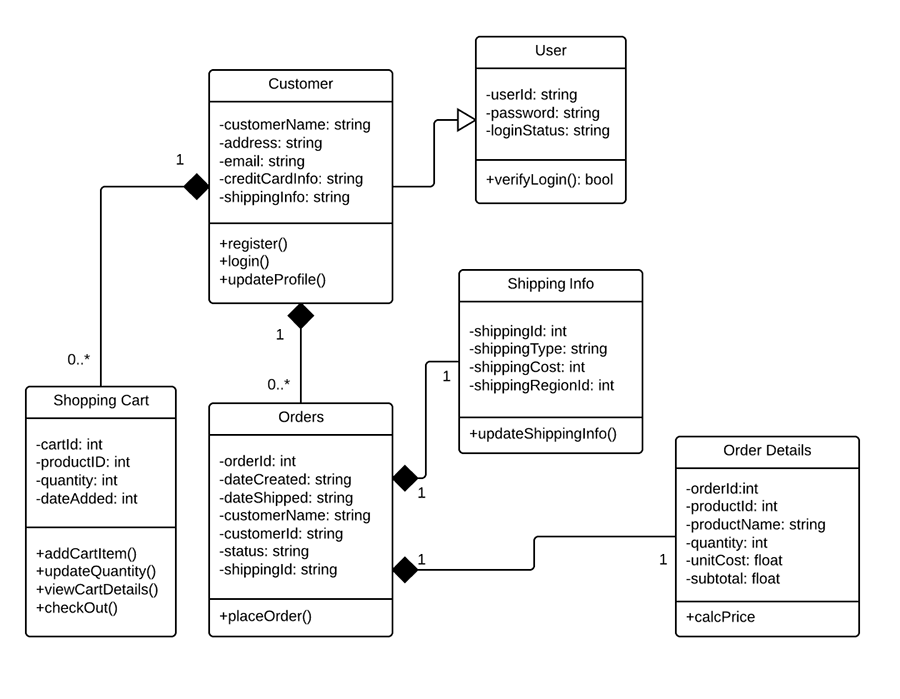 User
-userId: string
-password: string
-loginStatus: string
+verifyLogin(): bool
Customer
-customerName: string
-address: string
-email: string
-creditCardInfo: string
-shippingInfo: string
+register()
+login()
+updateProfile()
1
0..*
1
0..*
Shopping Cart
-cartId: int
-productID: int
-quantity: int
-dateAdded: int
+addCartItem()
+updateQuantity()
+viewCartDetails()
+checkOut()
Orders
-orderId: int
-dateCreated: string
-dateShipped: string
-customerName: string
-customerId: string
-status: string
-shippingId: string
+placeOrder()
1
1
Shipping Info
-shippingId: int
-shippingType: string
-shippingCost: int
-shippingRegionId: int
+updateShippingInfo()
1
1
Order Details
-orderId:int
-productId: int
-productName: string
-quantity: int
-unitCost: float
-subtotal: float
+calcPrice